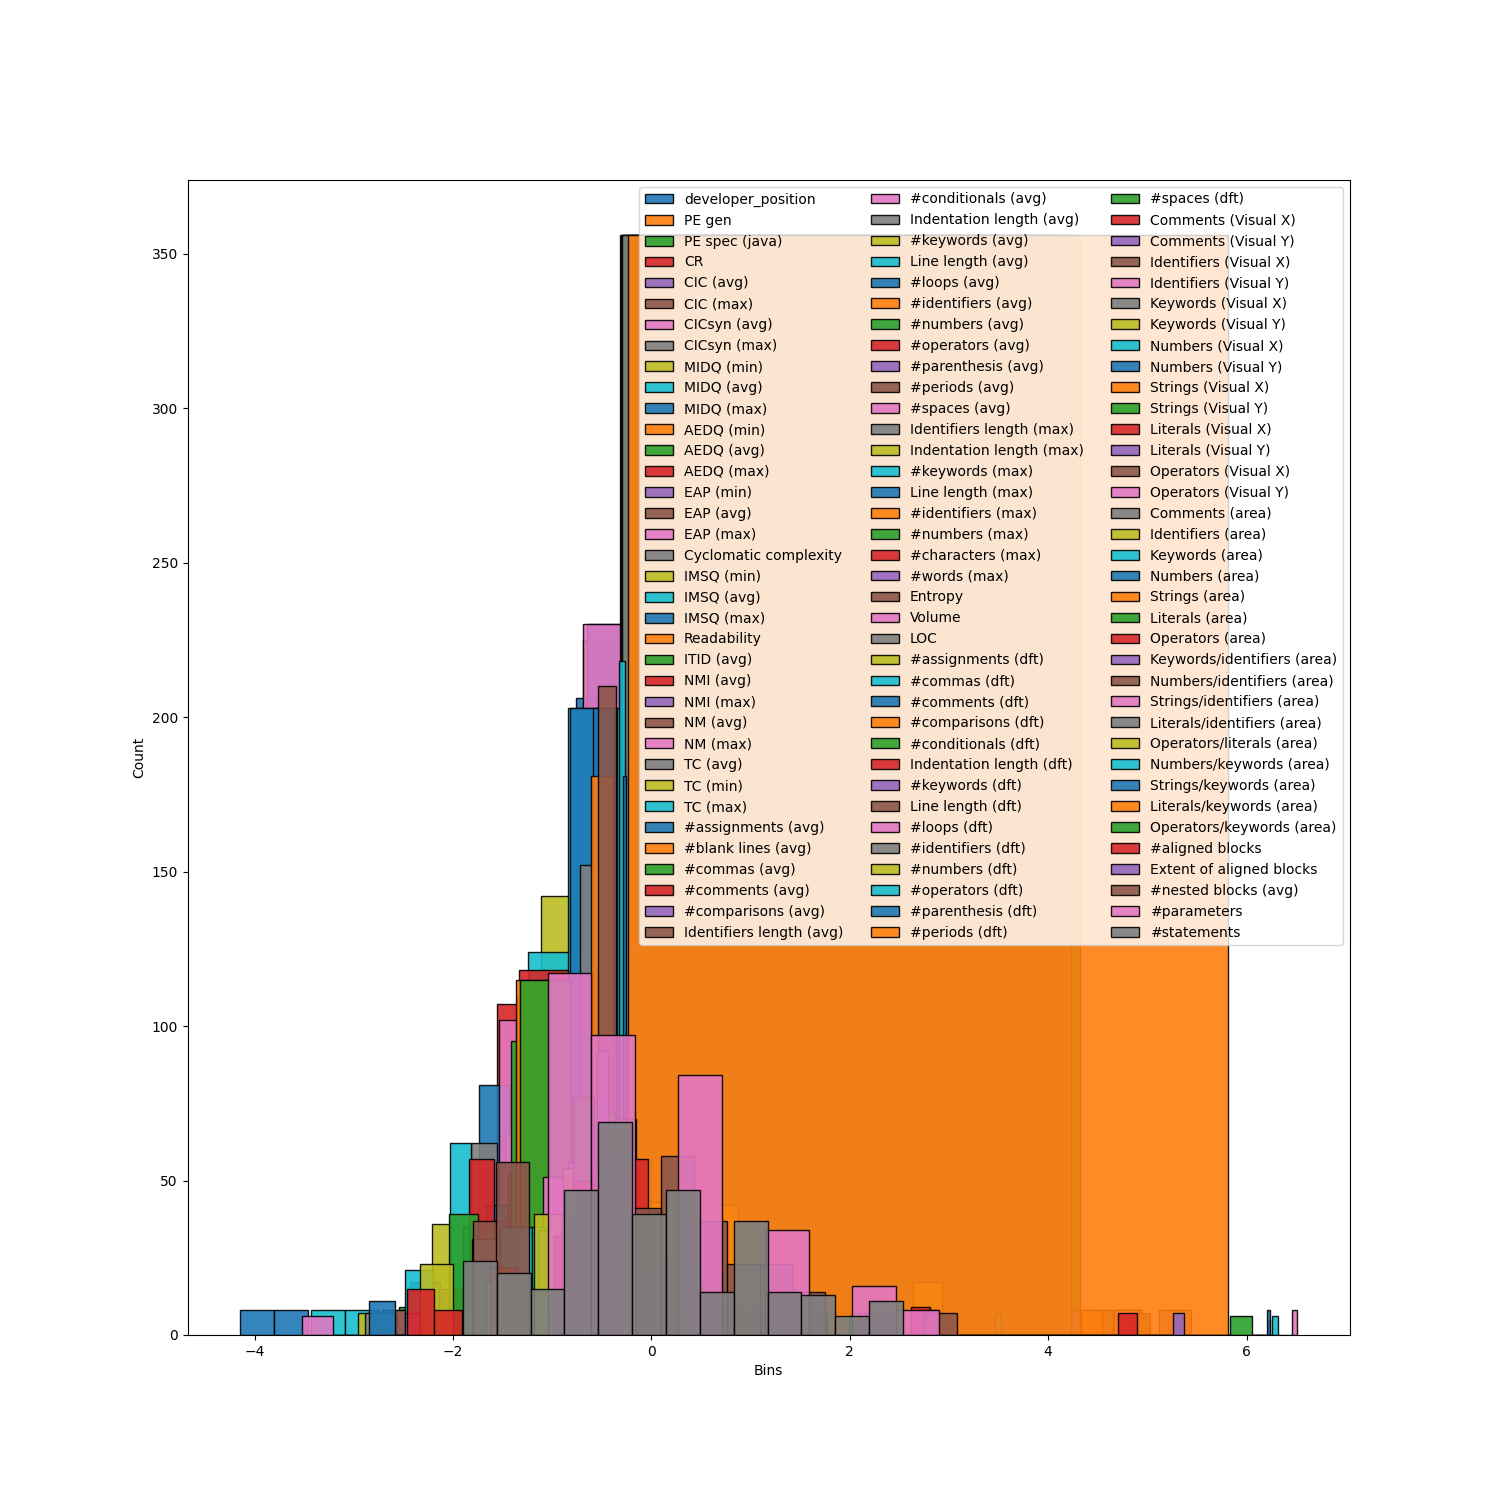 developer_position
PE gen
PE spec (java)
CR
CIC (avg)
CIC (max)
CICsyn (avg)
CICsyn (max)
MIDQ (min)
MIDQ (avg)
MIDQ (max)
AEDQ (min)
AEDQ (avg)
AEDQ (max)
EAP (min)
EAP (avg)
EAP (max)
Cyclomatic complexity
IMSQ (min)
IMSQ (avg)
IMSQ (max)
Readability
ITID (avg)
NMI (avg)
NMI (max)
NM (avg)
NM (max)
TC (avg)
TC (min)
TC (max)
#assignments (avg)
#blank lines (avg)
#commas (avg)
#comments (avg)
#comparisons (avg)
Identifiers length (avg)
#conditionals (avg)
Indentation length (avg)
#keywords (avg)
Line length (avg)
#loops (avg)
#identifiers (avg)
#numbers (avg)
#operators (avg)
#parenthesis (avg)
#periods (avg)
#spaces (avg)
Identifiers length (max)
Indentation length (max)
#keywords (max)
Line length (max)
#identifiers (max)
#numbers (max)
#characters (max)
#words (max)
Entropy
Volume
LOC
#assignments (dft)
#commas (dft)
#comments (dft)
#comparisons (dft)
#conditionals (dft)
Indentation length (dft)
#keywords (dft)
Line length (dft)
#loops (dft)
#identifiers (dft)
#numbers (dft)
#operators (dft)
#parenthesis (dft)
#periods (dft)
#spaces (dft)
Comments (Visual X)
Comments (Visual Y)
Identifiers (Visual X)
Identifiers (Visual Y)
Keywords (Visual X)
Keywords (Visual Y)
Numbers (Visual X)
Numbers (Visual Y)
Strings (Visual X)
Strings (Visual Y)
Literals (Visual X)
Literals (Visual Y)
Operators (Visual X)
Operators (Visual Y)
Comments (area)
Identifiers (area)
Keywords (area)
Numbers (area)
Strings (area)
Literals (area)
Operators (area)
Keywords/identifiers (area)
Numbers/identifiers (area)
Strings/identifiers (area)
Literals/identifiers (area)
Operators/literals (area)
Numbers/keywords (area)
Strings/keywords (area)
Literals/keywords (area)
Operators/keywords (area)
#aligned blocks
Extent of aligned blocks
#nested blocks (avg)
#parameters
#statements
350
300
250
200
150
100
50
0
Count
−4 −2 0 2 4 6
Bins